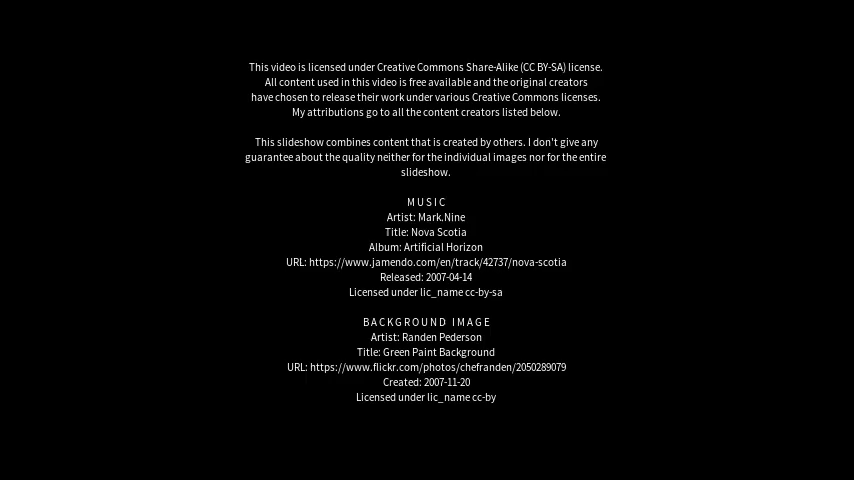 This video is licensed under Creative Commons Share-Alike (CC BY-SA) license.
All content used in this video is free available and the original creators
have chosen to release their work under various Creative Commons licenses.
My attributions go to all the content creators listed below.
This slideshow combines content that is created by others. I don't give any
guarantee about the quality neither for the individual images nor for the entire
slideshow.
MUSIC
Artist: Mark.Nine
Title: Nova Scotia
Album: Artificial Horizon
URL: https://www.jamendo.com/en/track/42737/nova-scotia
Released: 2007-04-14
Licensed under lic_name cc-by-sa
BACKGROUND IMAGE
Artist: Randen Pederson
Title: Green Paint Background
URL: https://www.flickr.com/photos/chefranden/2050289079
Created: 2007-11-20
Licensed under lic_name cc-by